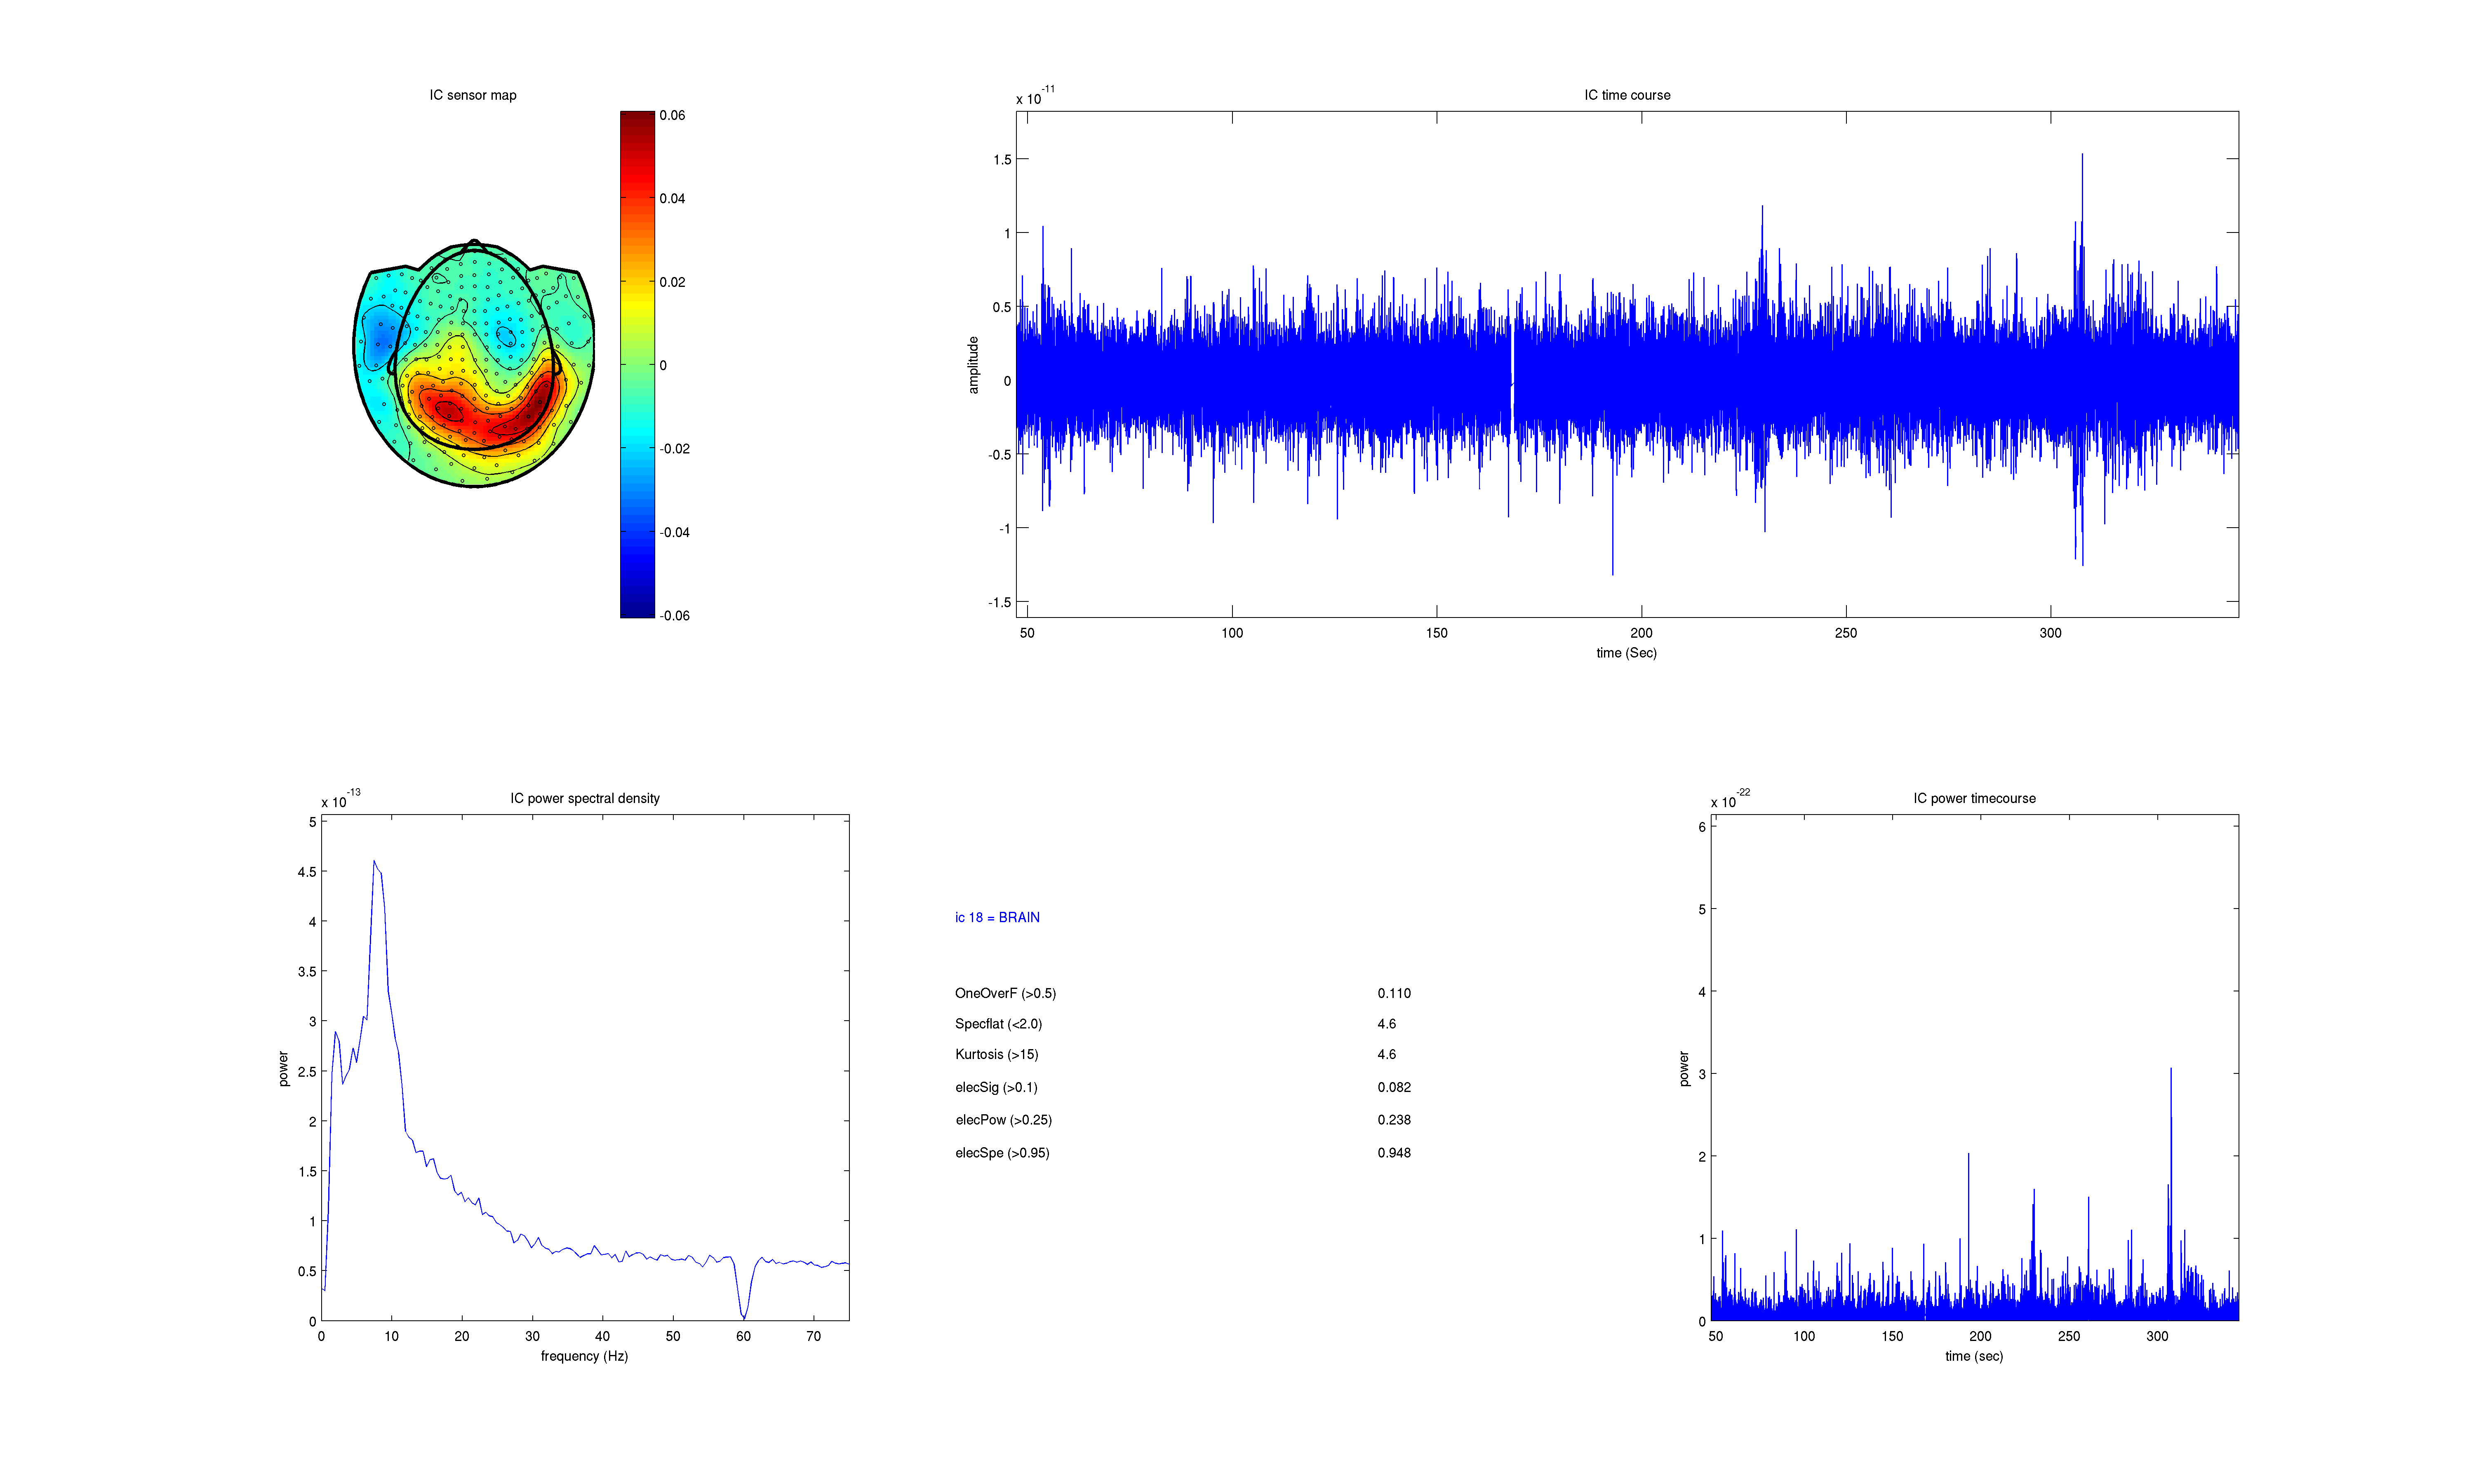 IC sensor map
0.06
0.04
0.02
0
-0.02
-0.04
-0.06
IC time course
x 10-11
1.5
1
0.5
0
-0.5
-1
-1.5
amplitude
50 100 150 200 250 300
time (Sec)
IC power spectral density
x 10-13
5
4.5
4
3.5
3
2.5
2
1.5
1
0.5
0
power
0 10 20 30 40 50 60 70
frequency (Hz)
ic 18 = BRAIN
OneOverF (>0.5) 0.110
Specflat (<2.0) 4.6
Kurtosis (>15) 4.6
elecSig (>0.1) 0.082
elecPow (>0.25) 0.238
elecSpe (>0.95) 0.948
IC power timecourse
x 10-22
6
5
4
3
2
1
0
power
50 100 150 200 250 300
time (sec)